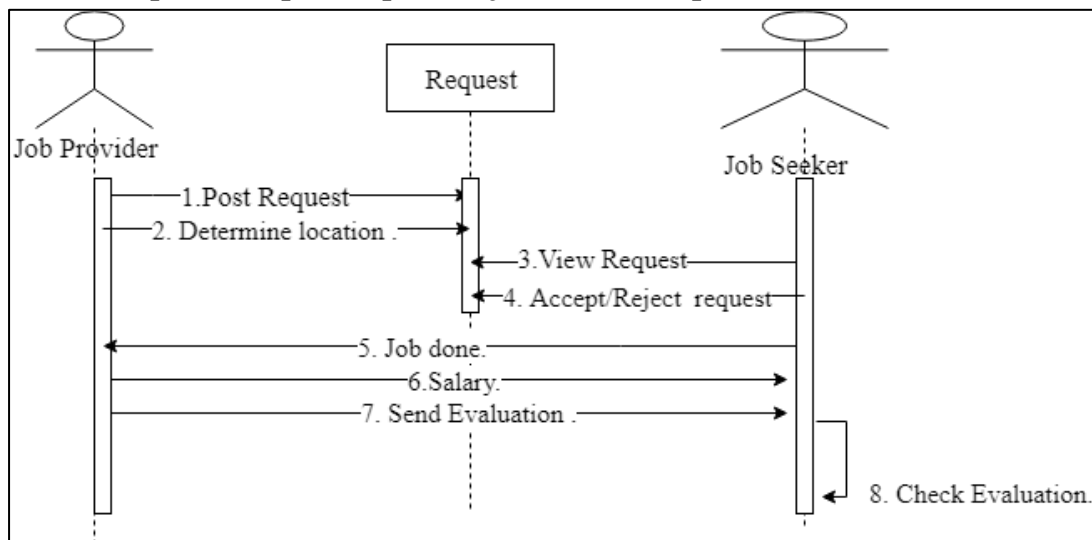 Request
Job Provider
Job Seeker
1.Post Request
2. Determine location .
3.View Request
4. Accept/Reject request
5. Job done.
6.Salary.
7. Send Evaluation .
8. Check Evaluation.